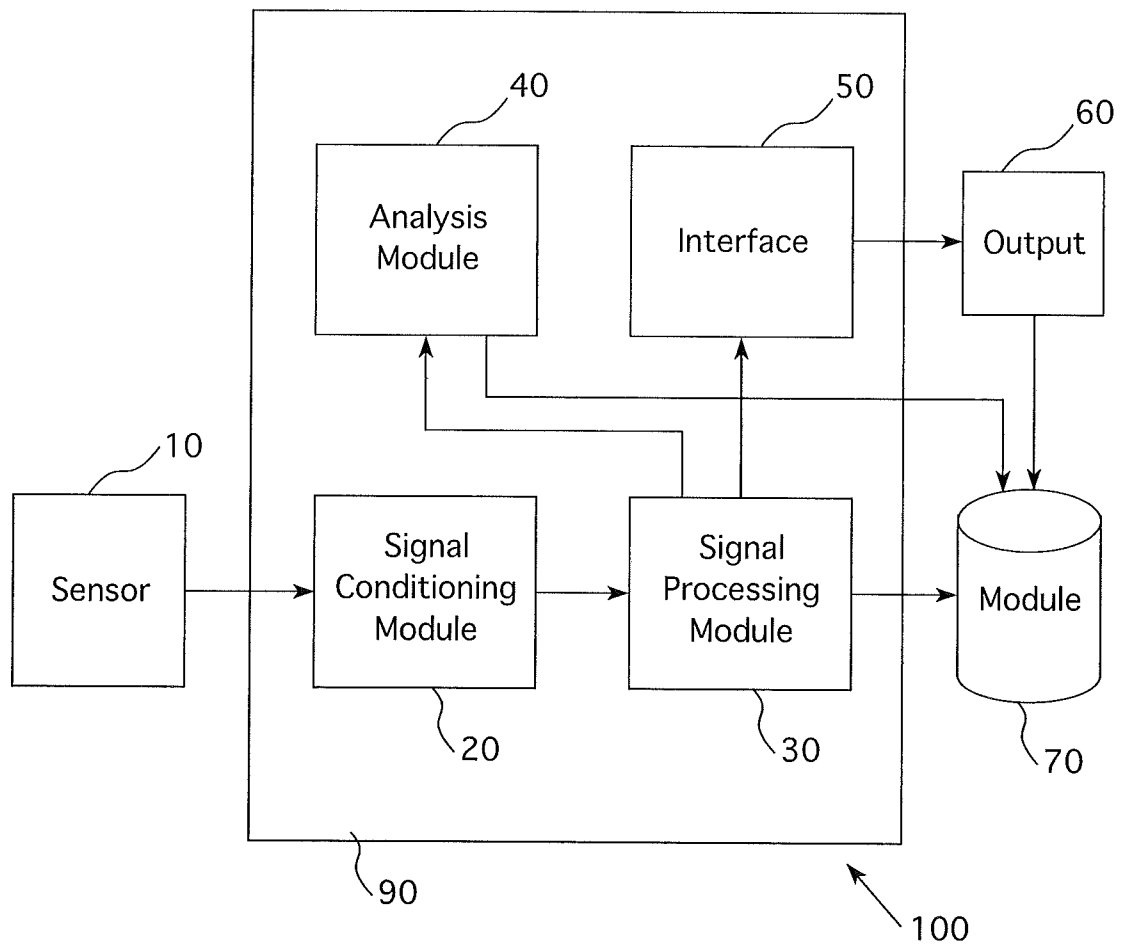 40
50
60
Analysis
Module
Interface
Output
10
Sensor
Signal
Conditioning
Module
Signal
Processing
Module
Module
20
30
70
90
100